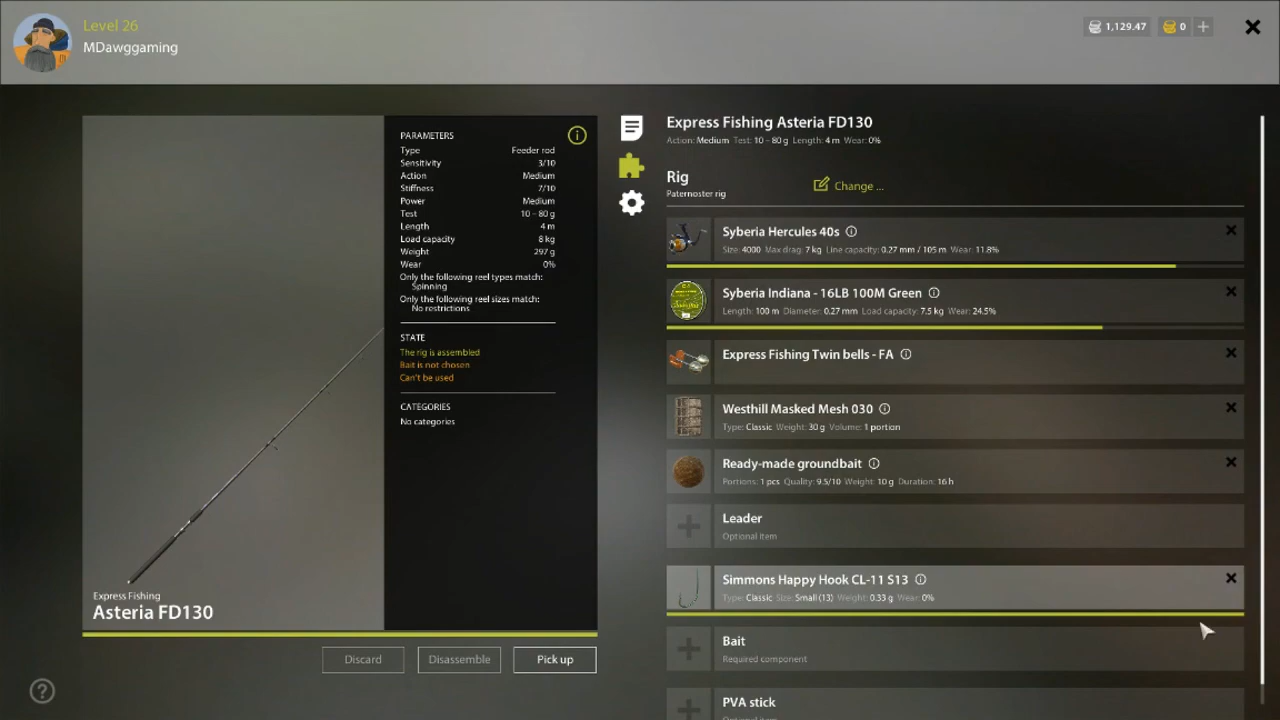 Level 26
MDawggaming
1,129.47
0
PARAMETERS
Type Feeder rod
Sensitivity 3/10
Action Medium
Stiffness 7/10
Power Medium
Test 10 – 80 g
Length 4 m
Load capacity 8 kg
Weight 297 g
Wear 0%
Only the following reel types match:
Spinning
Only the following reel sizes match:
No restrictions
STATE
The rig is assembled
Bait is not chosen
Can't be used
CATEGORIES
No categories
Express Fishing
Asteria FD130
Discard Disassemble Pick up
Express Fishing Asteria FD130
Action: Medium Test: 10 – 80 g Length: 4 m Wear: 0%
Rig
Paternoster rig
Change ...
Syberia Hercules 40s
Size: 4000 Max drag: 7 kg Line capacity: 0.27 mm / 105 m Wear: 11.8%
Syberia Indiana - 16LB 100M Green
Length: 100 m Diameter: 0.27 mm Load capacity: 7.5 kg Wear: 24.5%
Express Fishing Twin bells - FA
Westhill Masked Mesh 030
Type: Classic Weight: 30 g Volume: 1 portion
Ready-made groundbait
Portions: 1 pcs Quality: 9.5/10 Weight: 10 g Duration: 16 h
Leader
Optional item
Simmons Happy Hook CL-11 S13
Type: Classic Size: Small (13) Weight: 0.33 g Wear: 0%
Bait
Required component
PVA stick
Optional item